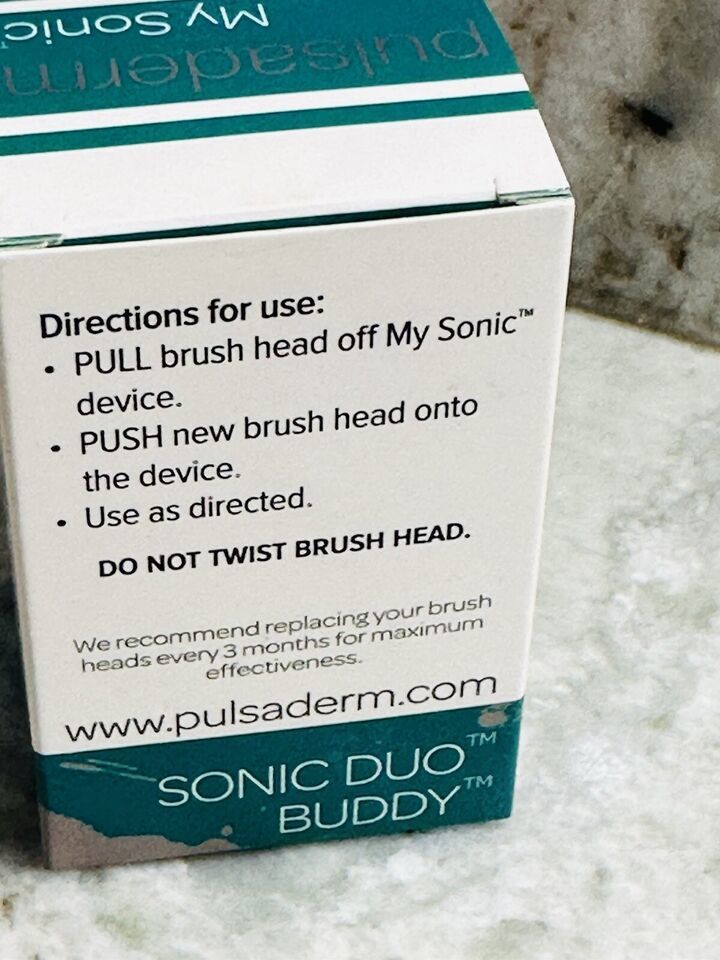 My Sonic™
pulsaderm
Directions for use:
• PULL brush head off My Sonic™
device.
• PUSH new brush head onto
the device.
• Use as directed.
DO NOT TWIST BRUSH HEAD.
We recommend replacing your brush
heads every 3 months for maximum
effectiveness.
www.pulsaderm.com
SONIC DUO™
BUDDY™